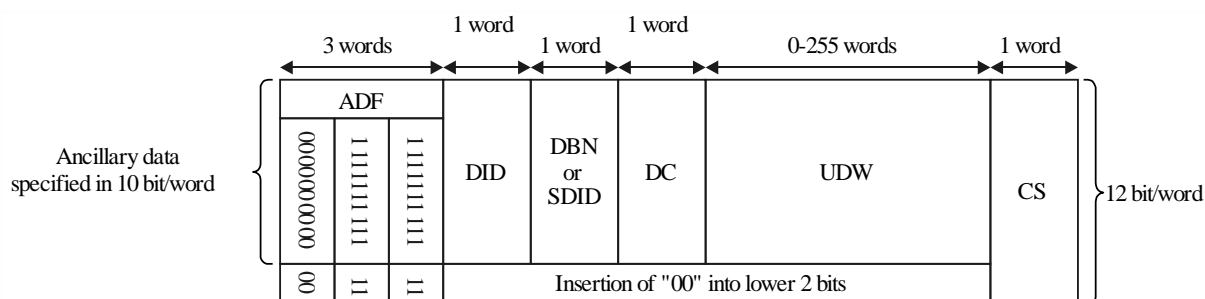 1 word
1 word
3 words
1 word
0-255 words
1 word
ADF
Ancillary data
specified in 10 bit/word
0000000000
1111111111
1111111111
DID
DBN
or
SDID
DC
UDW
CS
12 bit/word
00
11
11
Insertion of "00" into lower 2 bits